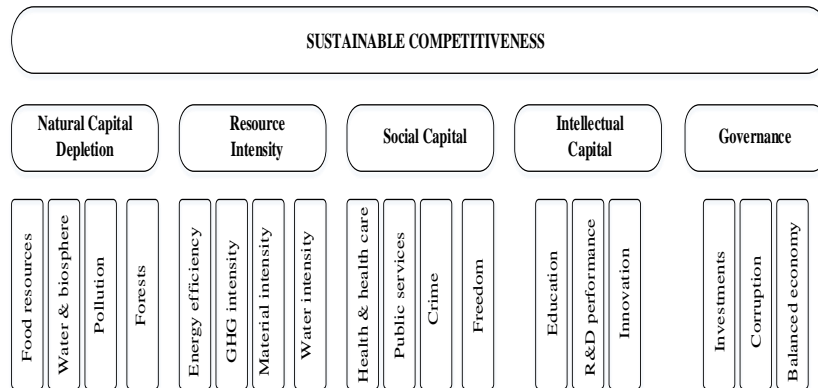 SUSTAINABLE COMPETITIVENESS
Natural Capital
Depletion
Resource
Intensity
Social Capital
Intellectual
Capital
Governance
Food resources
Water & biosphere
Pollution
Forests
Energy efficiency
GHG intensity
Material intensity
Water intensity
Health & health care
Public services
Crime
Freedom
Education
R&D performance
Innovation
Investments
Corruption
Balanced economy